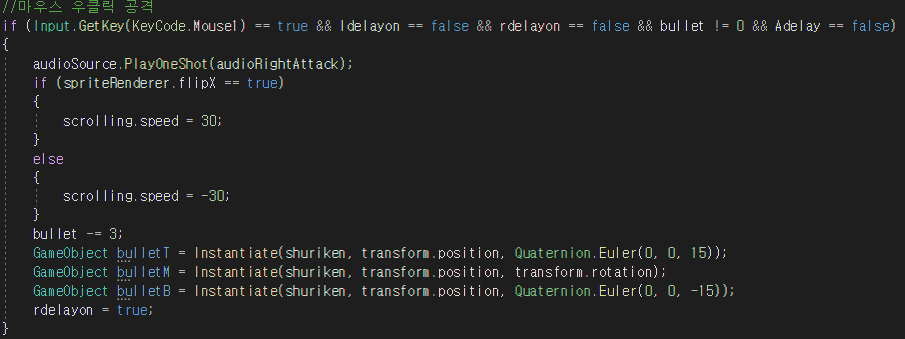 //마우스 우클릭 공격
if (Input.GetKey(KeyCode.Mouse1) == true && ldelayon == false && rdelayon == false && bullet != 0 && Adelay == false)
{
audioSource.PlayOneShot(audioRightAttack);
if (spriteRenderer.flipX == true)
{
scrolling.speed = 30;
}
else
{
scrolling.speed = -30;
}
bullet -= 3;
GameObject bulletT = Instantiate(shuriken, transform.position, Quaternion.Euler(0, 0, 15));
GameObject bulletM = Instantiate(shuriken, transform.position, transform.rotation);
GameObject bulletB = Instantiate(shuriken, transform.position, Quaternion.Euler(0, 0, -15));
rdelayon = true;
}